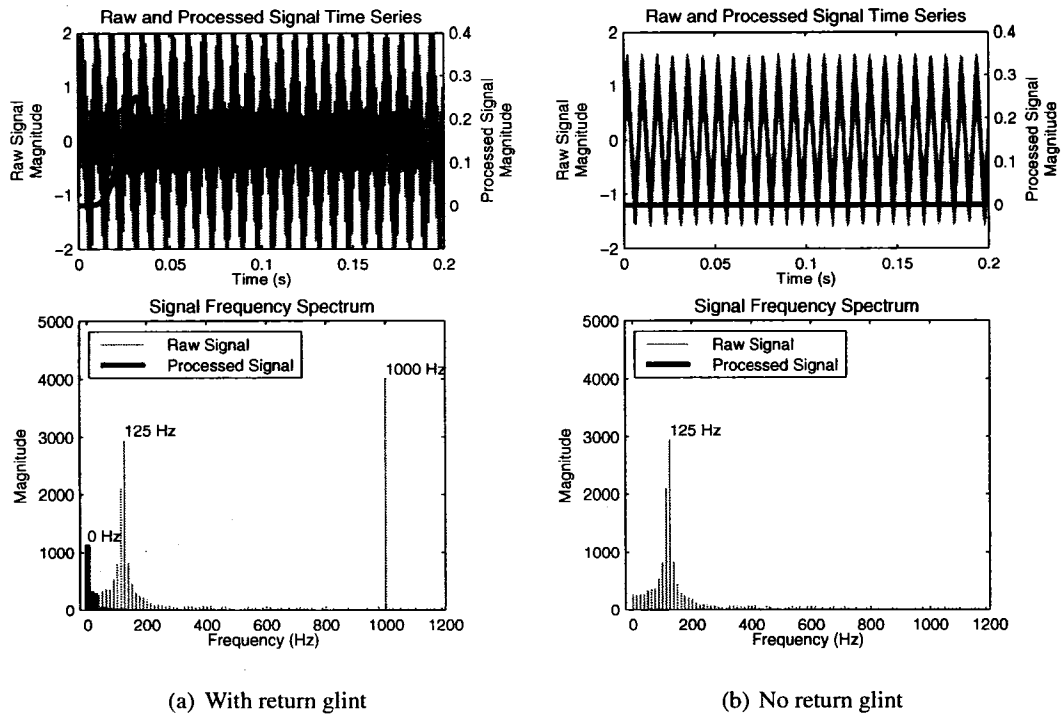 Raw and Processed Signal Time Series
2
1
0
−1
−2
0.4
0.3
0.2
0.1
0
Raw Signal
Magnitude
Processed Signal
Magnitude
0
0.05
0.1
0.15
0.2
Time (s)
Signal Frequency Spectrum
5000
4000
3000
2000
1000
0
Magnitude
Raw Signal
Processed Signal
1000 Hz
125 Hz
0 Hz
0
200
400
600
800
1000
1200
Frequency (Hz)
(a) With return glint
Raw and Processed Signal Time Series
2
1
0
−1
−2
0.4
0.3
0.2
0.1
0
Raw Signal
Magnitude
Processed Signal
Magnitude
0
0.05
0.1
0.15
0.2
Time (s)
Signal Frequency Spectrum
5000
4000
3000
2000
1000
0
Magnitude
Raw Signal
Processed Signal
125 Hz
0
200
400
600
800
1000
1200
Frequency (Hz)
(b) No return glint